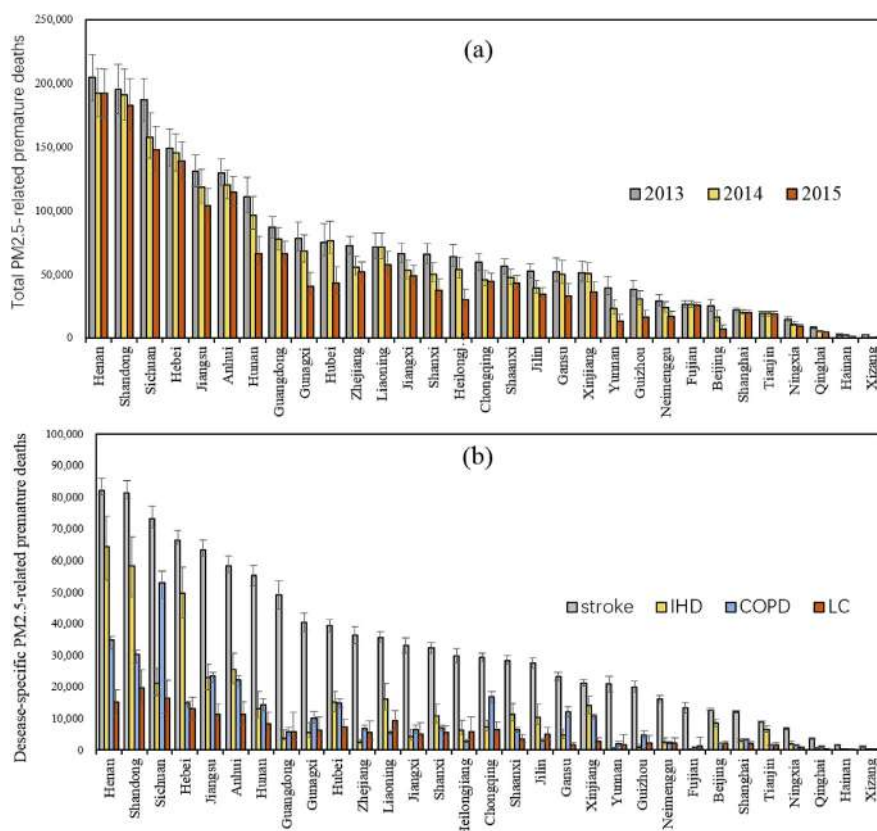 250,000
(a)
200,000
150,000
100,000
50,000
0
Total PM2.5-related premature deaths
2013 2014 2015
Henan
Shandong
Sichuan
Hebei
Jiangsu
Anhui
Hunan
Guangdong
Gunagxi
Hubei
Zhejiang
Liaoning
Jiangxi
Shanxi
Heilongj.
Chongqing
Shaanxi
Jilin
Gansu
Xinjiang
Yunnan
Guizhou
Neimenggu
Fujian
Beijing
Shanghai
Tianjin
Ningxia
Qinghai
Hainan
Xizang
100,000
(b)
90,000
80,000
70,000
60,000
50,000
40,000
30,000
20,000
10,000
0
Desease-specific PM2.5-related premature deaths
stroke IHD COPD LC
Henan
Shandong
Sichuan
Hebei
Jiangsu
Anhui
Hunan
Guangdong
Gunagxi
Hubei
Zhejiang
Liaoning
Jiangxi
Shanxi
Heilongjiang
Chongqing
Shaanxi
Jilin
Gansu
Xinjiang
Yunnan
Guizhou
Neimenggu
Fujian
Beijing
Shanghai
Tianjin
Ningxia
Qinghai
Hainan
Xizang